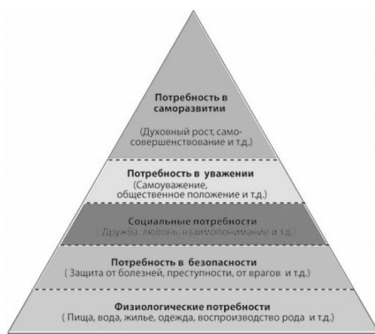 Потребность в
саморазвитии
(Духовный рост, само-
совершенствование и т.д.)
Потребность в уважении
(Самоуважение,
общественное положение и т.д.)
Социальные потребности
( Дружба, любовь, взаимопонимание и т.д.)
Потребность в безопасности
( Защита от болезней, преступности, от врагов и т.д.)
Физиологические потребности
( Пища, вода, жилье, одежда, воспроизводство рода и т.д.)